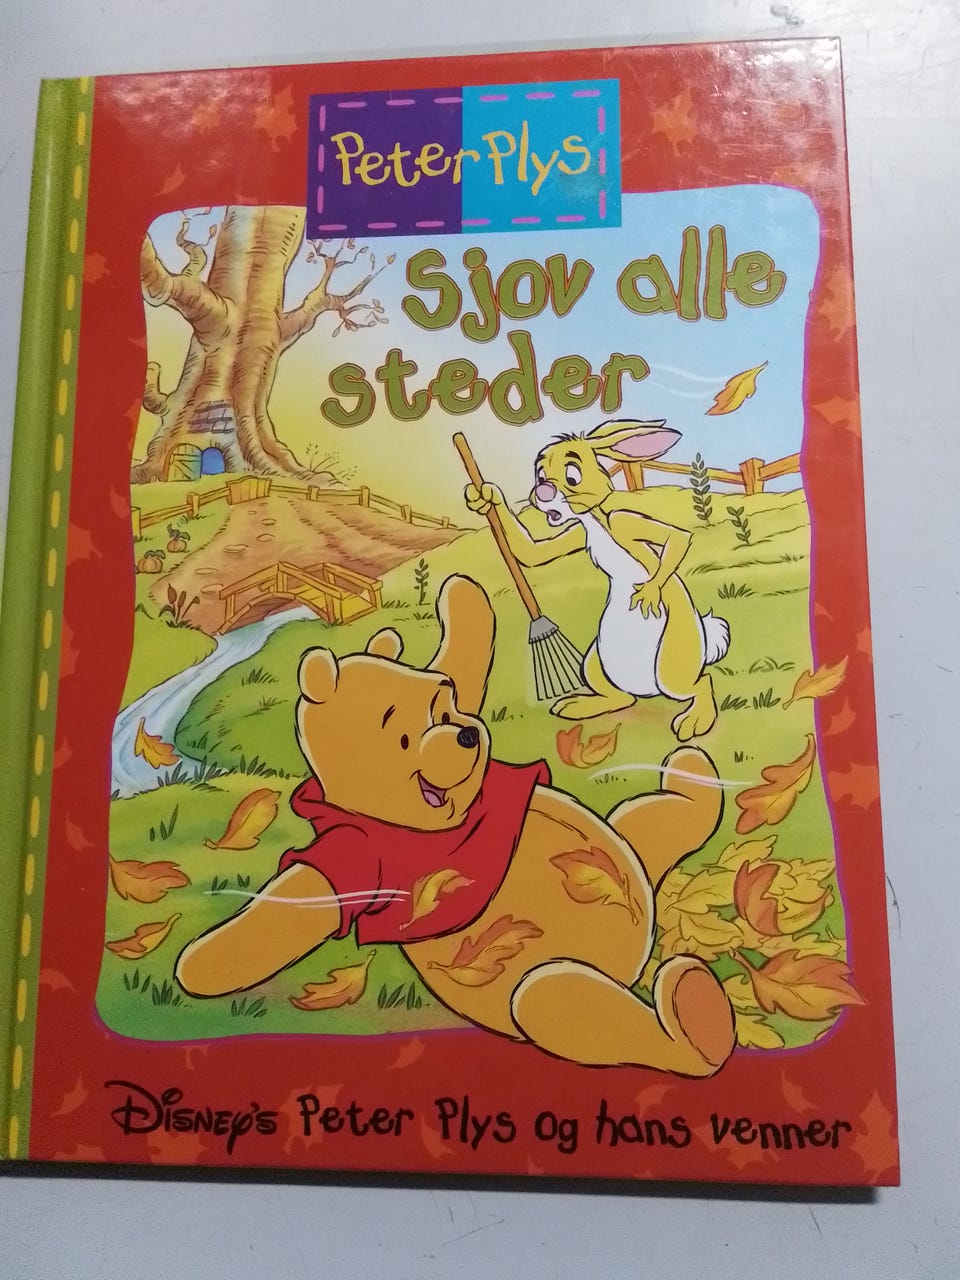 Peter Plys
Sjov alle
steder
Disney's Peter Plys og hans venner